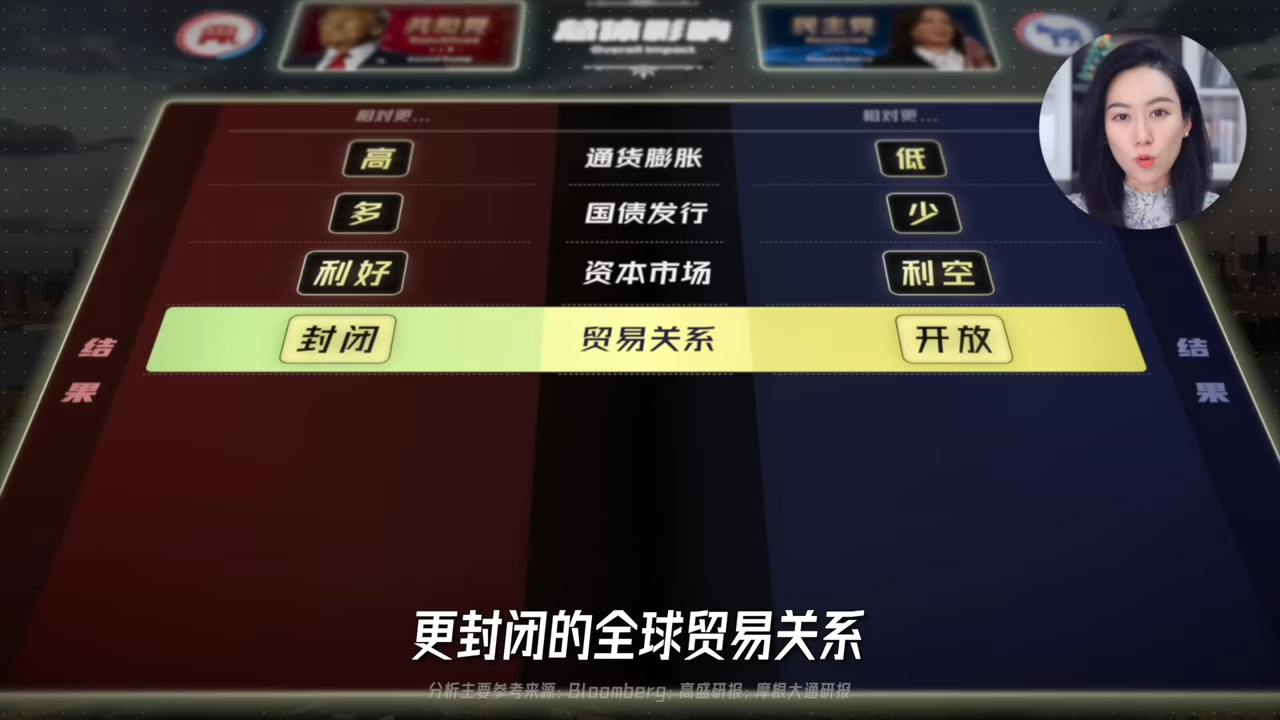 共和党
总体影响
Overall Impact
民主党
相对更...
相对更...
高 通货膨胀 低
多 国债发行 少
利好 资本市场 利空
封闭 贸易关系 开放
结果
结果
更封闭的全球贸易关系
分析主要参考来源: Bloomberg; 高盛研报; 摩根大通研报